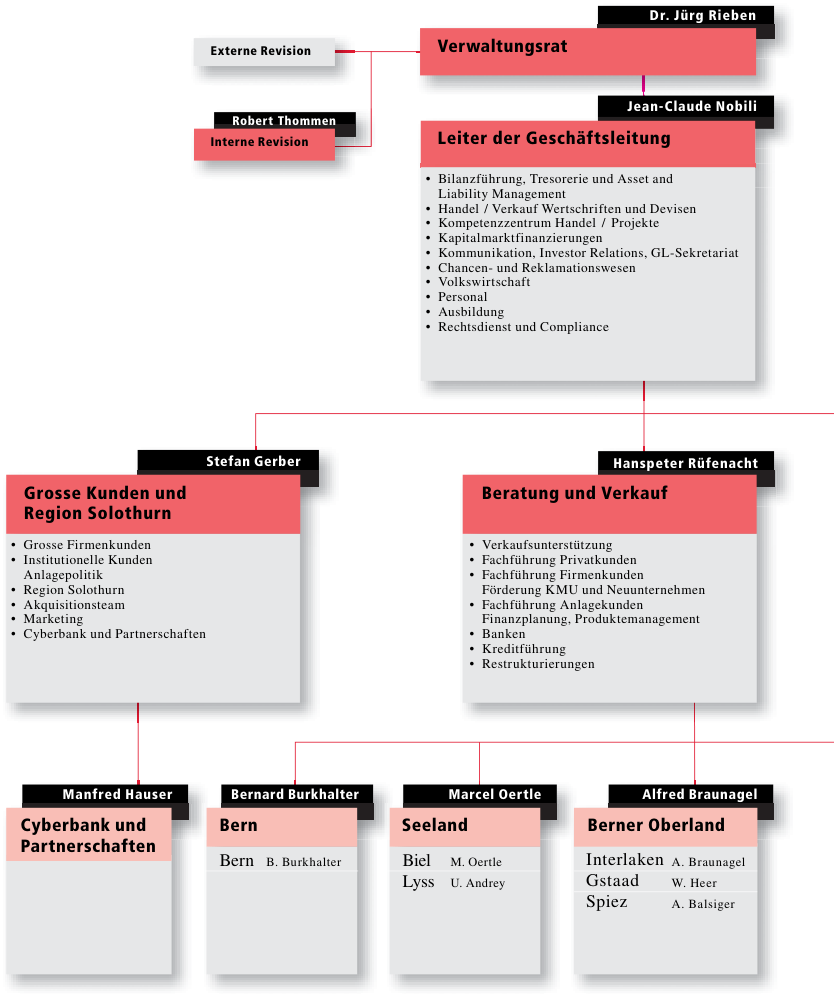 Dr. Jürg Rieben
Verwaltungsrat
Externe Revision
Robert Thommen
Interne Revision
Jean-Claude Nobili
Leiter der Geschäftsleitung
• Bilanzführung, Tresorerie und Asset and
Liability Management
• Handel / Verkauf Wertschriften und Devisen
• Kompetenzzentrum Handel / Projekte
• Kapitalmarktfinanzierungen
• Kommunikation, Investor Relations, GL-Sekretariat
• Chancen- und Reklamationswesen
• Volkswirtschaft
• Personal
• Ausbildung
• Rechtsdienst und Compliance
Stefan Gerber
Grosse Kunden und
Region Solothurn
• Grosse Firmenkunden
• Institutionelle Kunden
Anlagepolitik
• Region Solothurn
• Akquisitionsteam
• Marketing
• Cyberbank und Partnerschaften
Hanspeter Rüfenacht
Beratung und Verkauf
• Verkaufsunterstützung
• Fachführung Privatkunden
• Fachführung Firmenkunden
Förderung KMU und Neuunternehmen
• Fachführung Anlagekunden
Finanzplanung, Produktemanagement
• Banken
• Kreditführung
• Restrukturierungen
Manfred Hauser
Cyberbank und
Partnerschaften
Bernard Burkhalter
Bern
Bern B. Burkhalter
Marcel Oertle
Seeland
Biel M. Oertle
Lyss U. Andrey
Alfred Braunagel
Berner Oberland
Interlaken A. Braunagel
Gstaad W. Heer
Spiez A. Balsiger